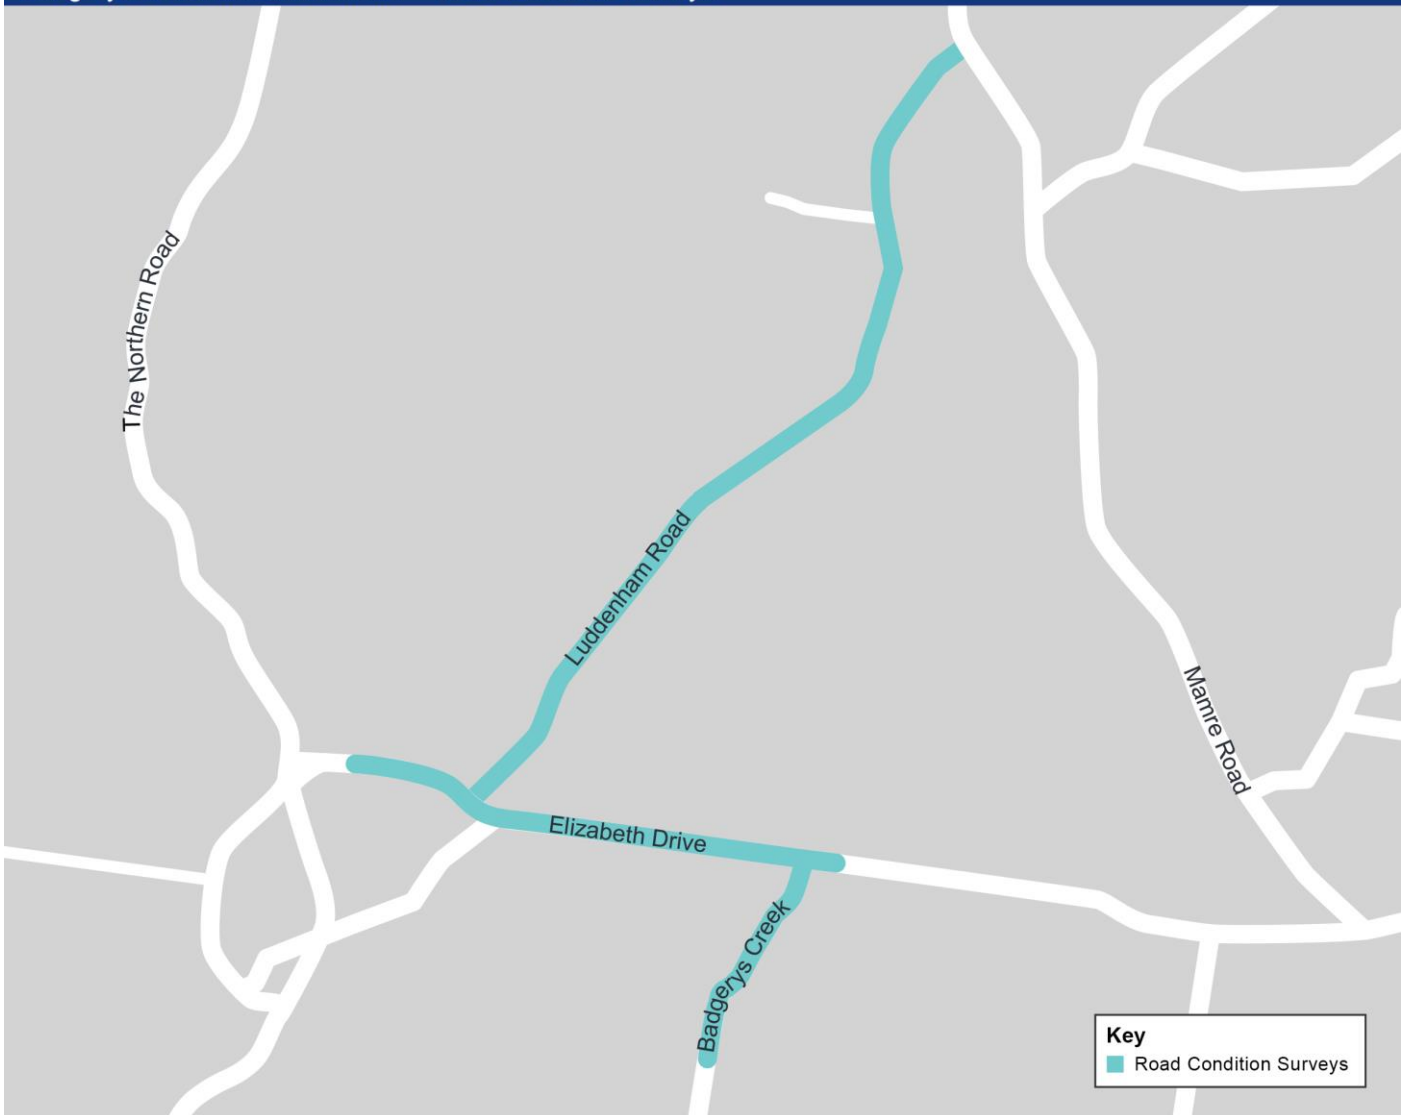 The Northern Road
Luddenham Road
Mamre Road
Elizabeth Drive
Badgerys Creek
Key
Road Condition Surveys